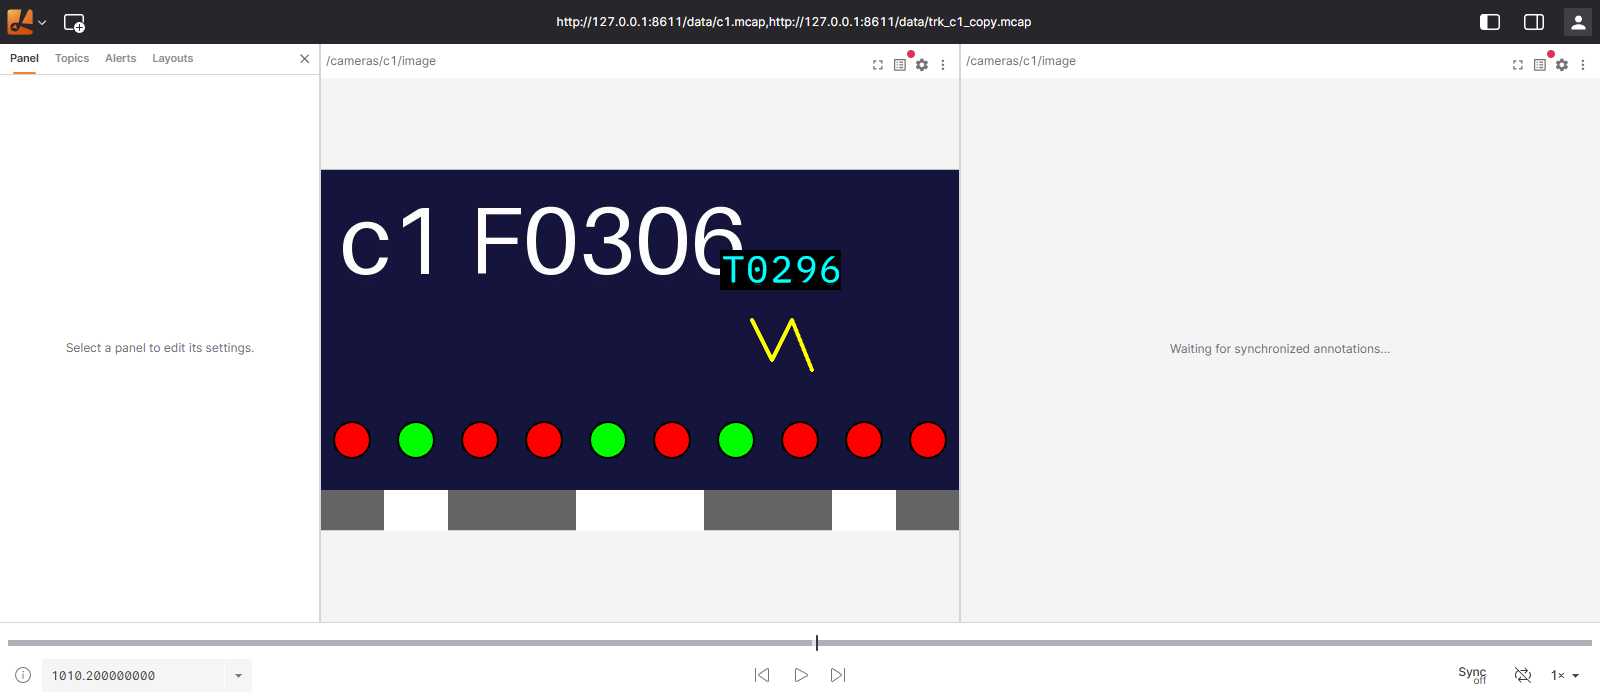 http://127.0.0.1:8611/data/c1.mcap,http://127.0.0.1:8611/data/trk_c1_copy.mcap
Panel Topics Alerts Layouts
Select a panel to edit its settings.
/cameras/c1/image
c1 F0306
T0296
/cameras/c1/image
Waiting for synchronized annotations...
1010.200000000
Sync
off
1×